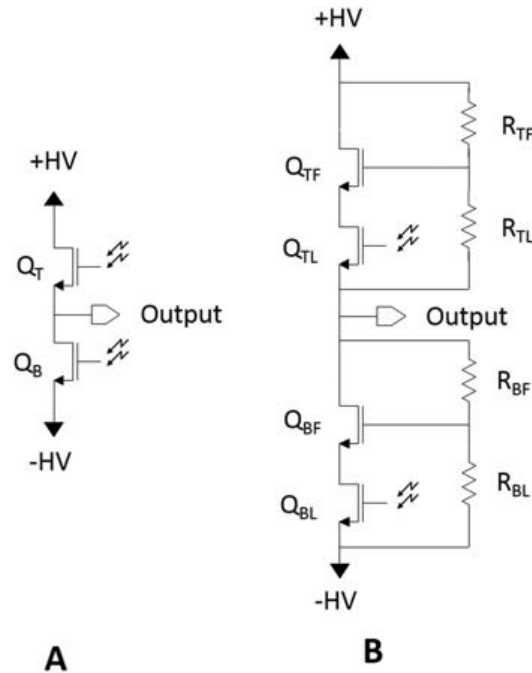 +HV
Q_T
Output
Q_B
-HV
A
+HV
R_TF
Q_TF
R_TL
Q_TL
Output
R_BF
Q_BF
R_BL
Q_BL
-HV
B